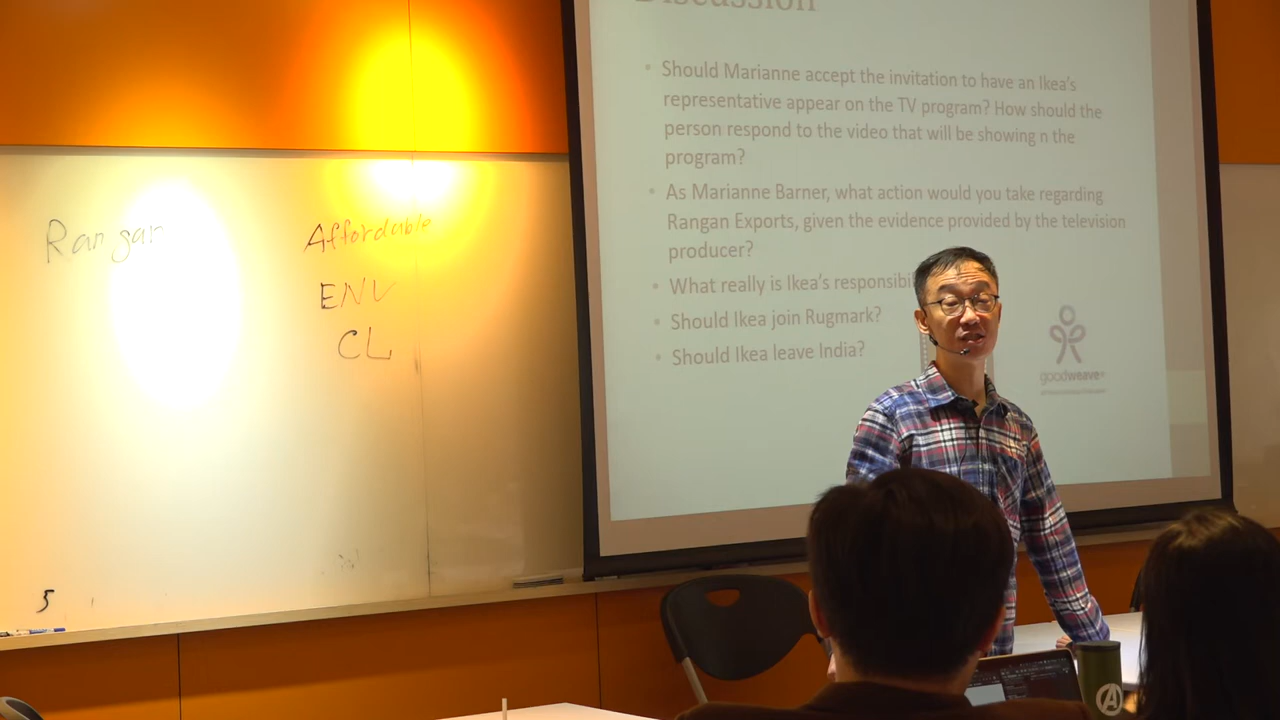 Rangan
Affordable
ENV
CL
5
Discussion
Should Marianne accept the invitation to have an Ikea's
representative appear on the TV program? How should the
person respond to the video that will be showing n the
program?
As Marianne Barner, what action would you take regarding
Rangan Exports, given the evidence provided by the television
producer?
What really is Ikea's responsibi
Should Ikea join Rugmark?
Should Ikea leave India?
goodweave